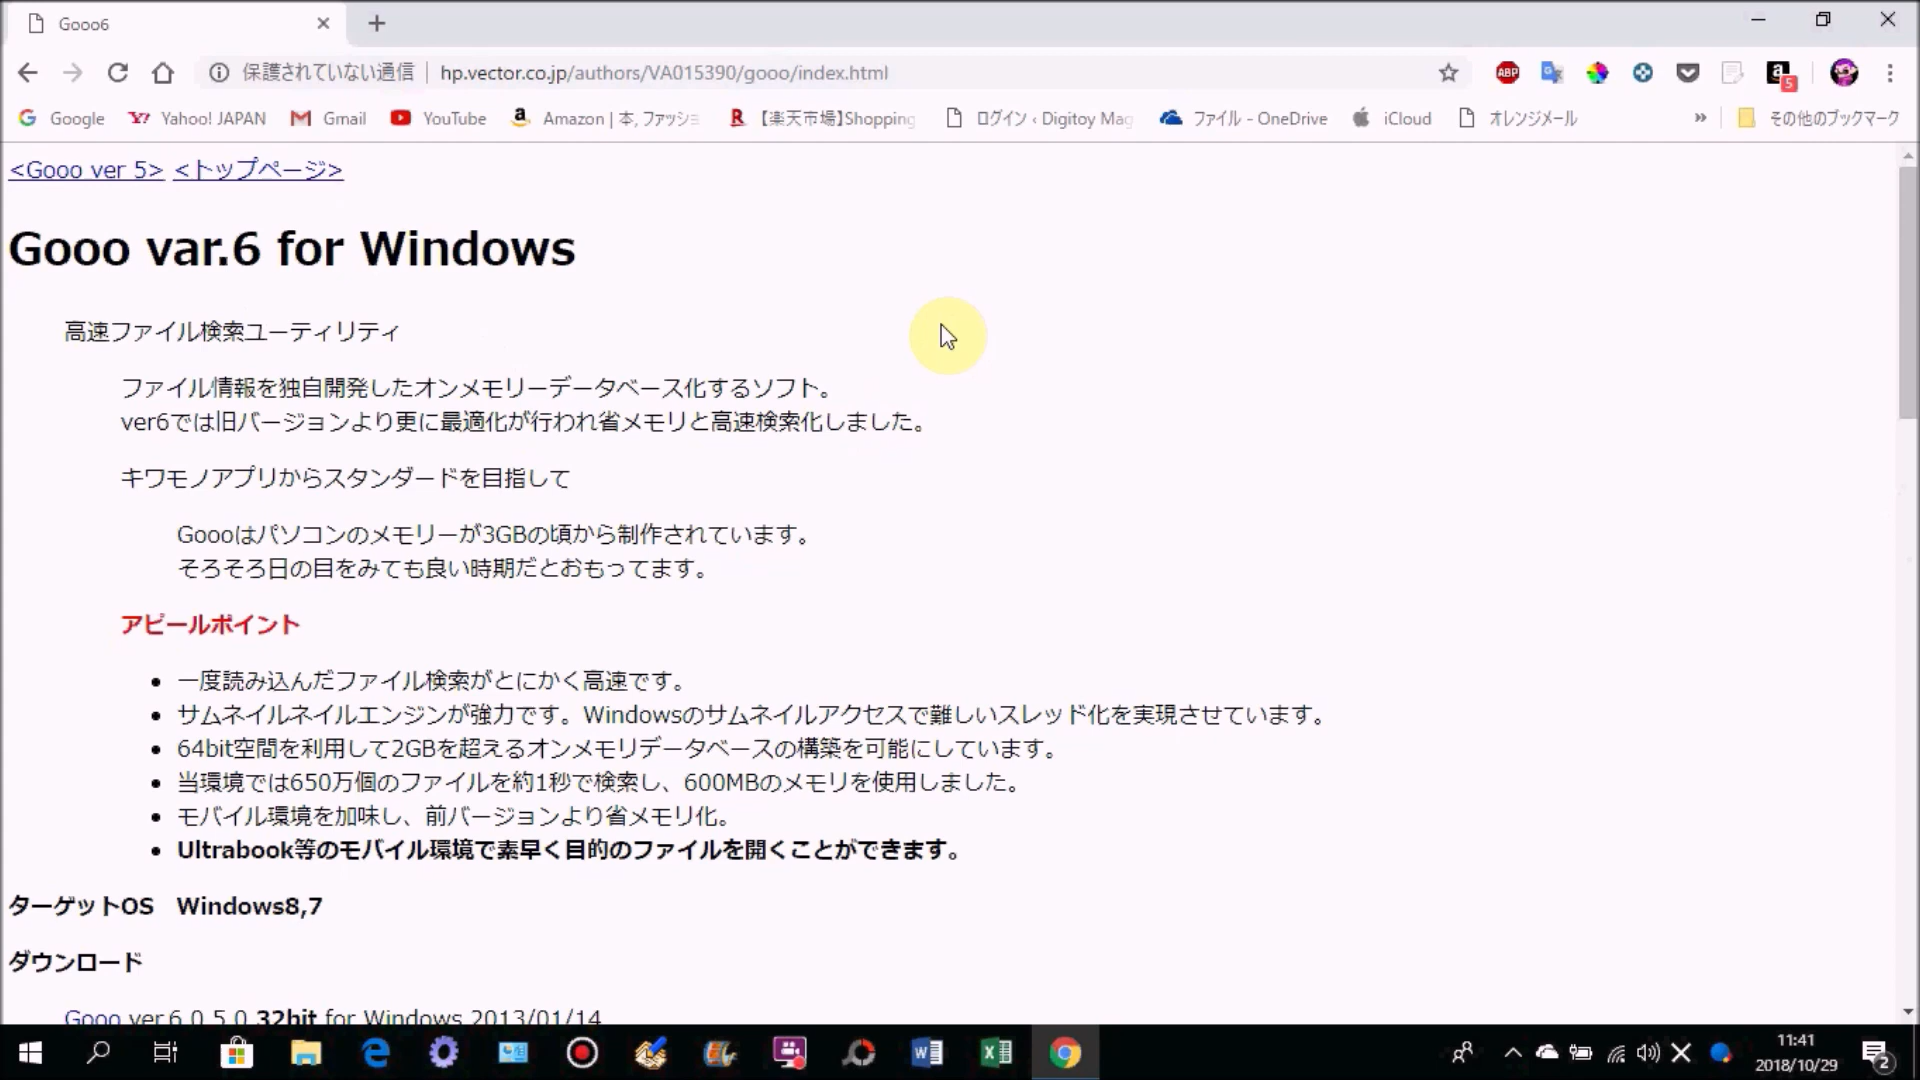 Gooo6
保護されていない通信
hp.vector.co.jp/authors/VA015390/gooo/index.html
ABP
5
Google
Yahoo! JAPAN
Gmail
YouTube
Amazon | 本, ファッシ
【楽天市場】Shopping
ログイン ‹ Digitoy Mag
ファイル - OneDrive
iCloud
オレンジメール
»
その他のブックマーク
<Gooo ver 5> <トップページ>
Gooo var.6 for Windows
高速ファイル検索ユーティリティ
ファイル情報を独自開発したオンメモリーデータベース化するソフト。
ver6では旧バージョンより更に最適化が行われ省メモリと高速検索化しました。
キワモノアプリからスタンダードを目指して
Goooはパソコンのメモリーが3GBの頃から制作されています。
そろそろ日の目をみても良い時期だとおもってます。
アピールポイント
• 一度読み込んだファイル検索がとにかく高速です。
• サムネイルネイルエンジンが強力です。Windowsのサムネイルアクセスで難しいスレッド化を実現させています。
• 64bit空間を利用して2GBを超えるオンメモリデータベースの構築を可能にしています。
• 当環境では650万個のファイルを約1秒で検索し、600MBのメモリを使用しました。
• モバイル環境を加味し、前バージョンより省メモリ化。
• Ultrabook等のモバイル環境で素早く目的のファイルを開くことができます。
ターゲットOS Windows8,7
ダウンロード
Gooo ver.6.0.5.0 32bit for Windows 2013/01/14
11:41
2018/10/29
2